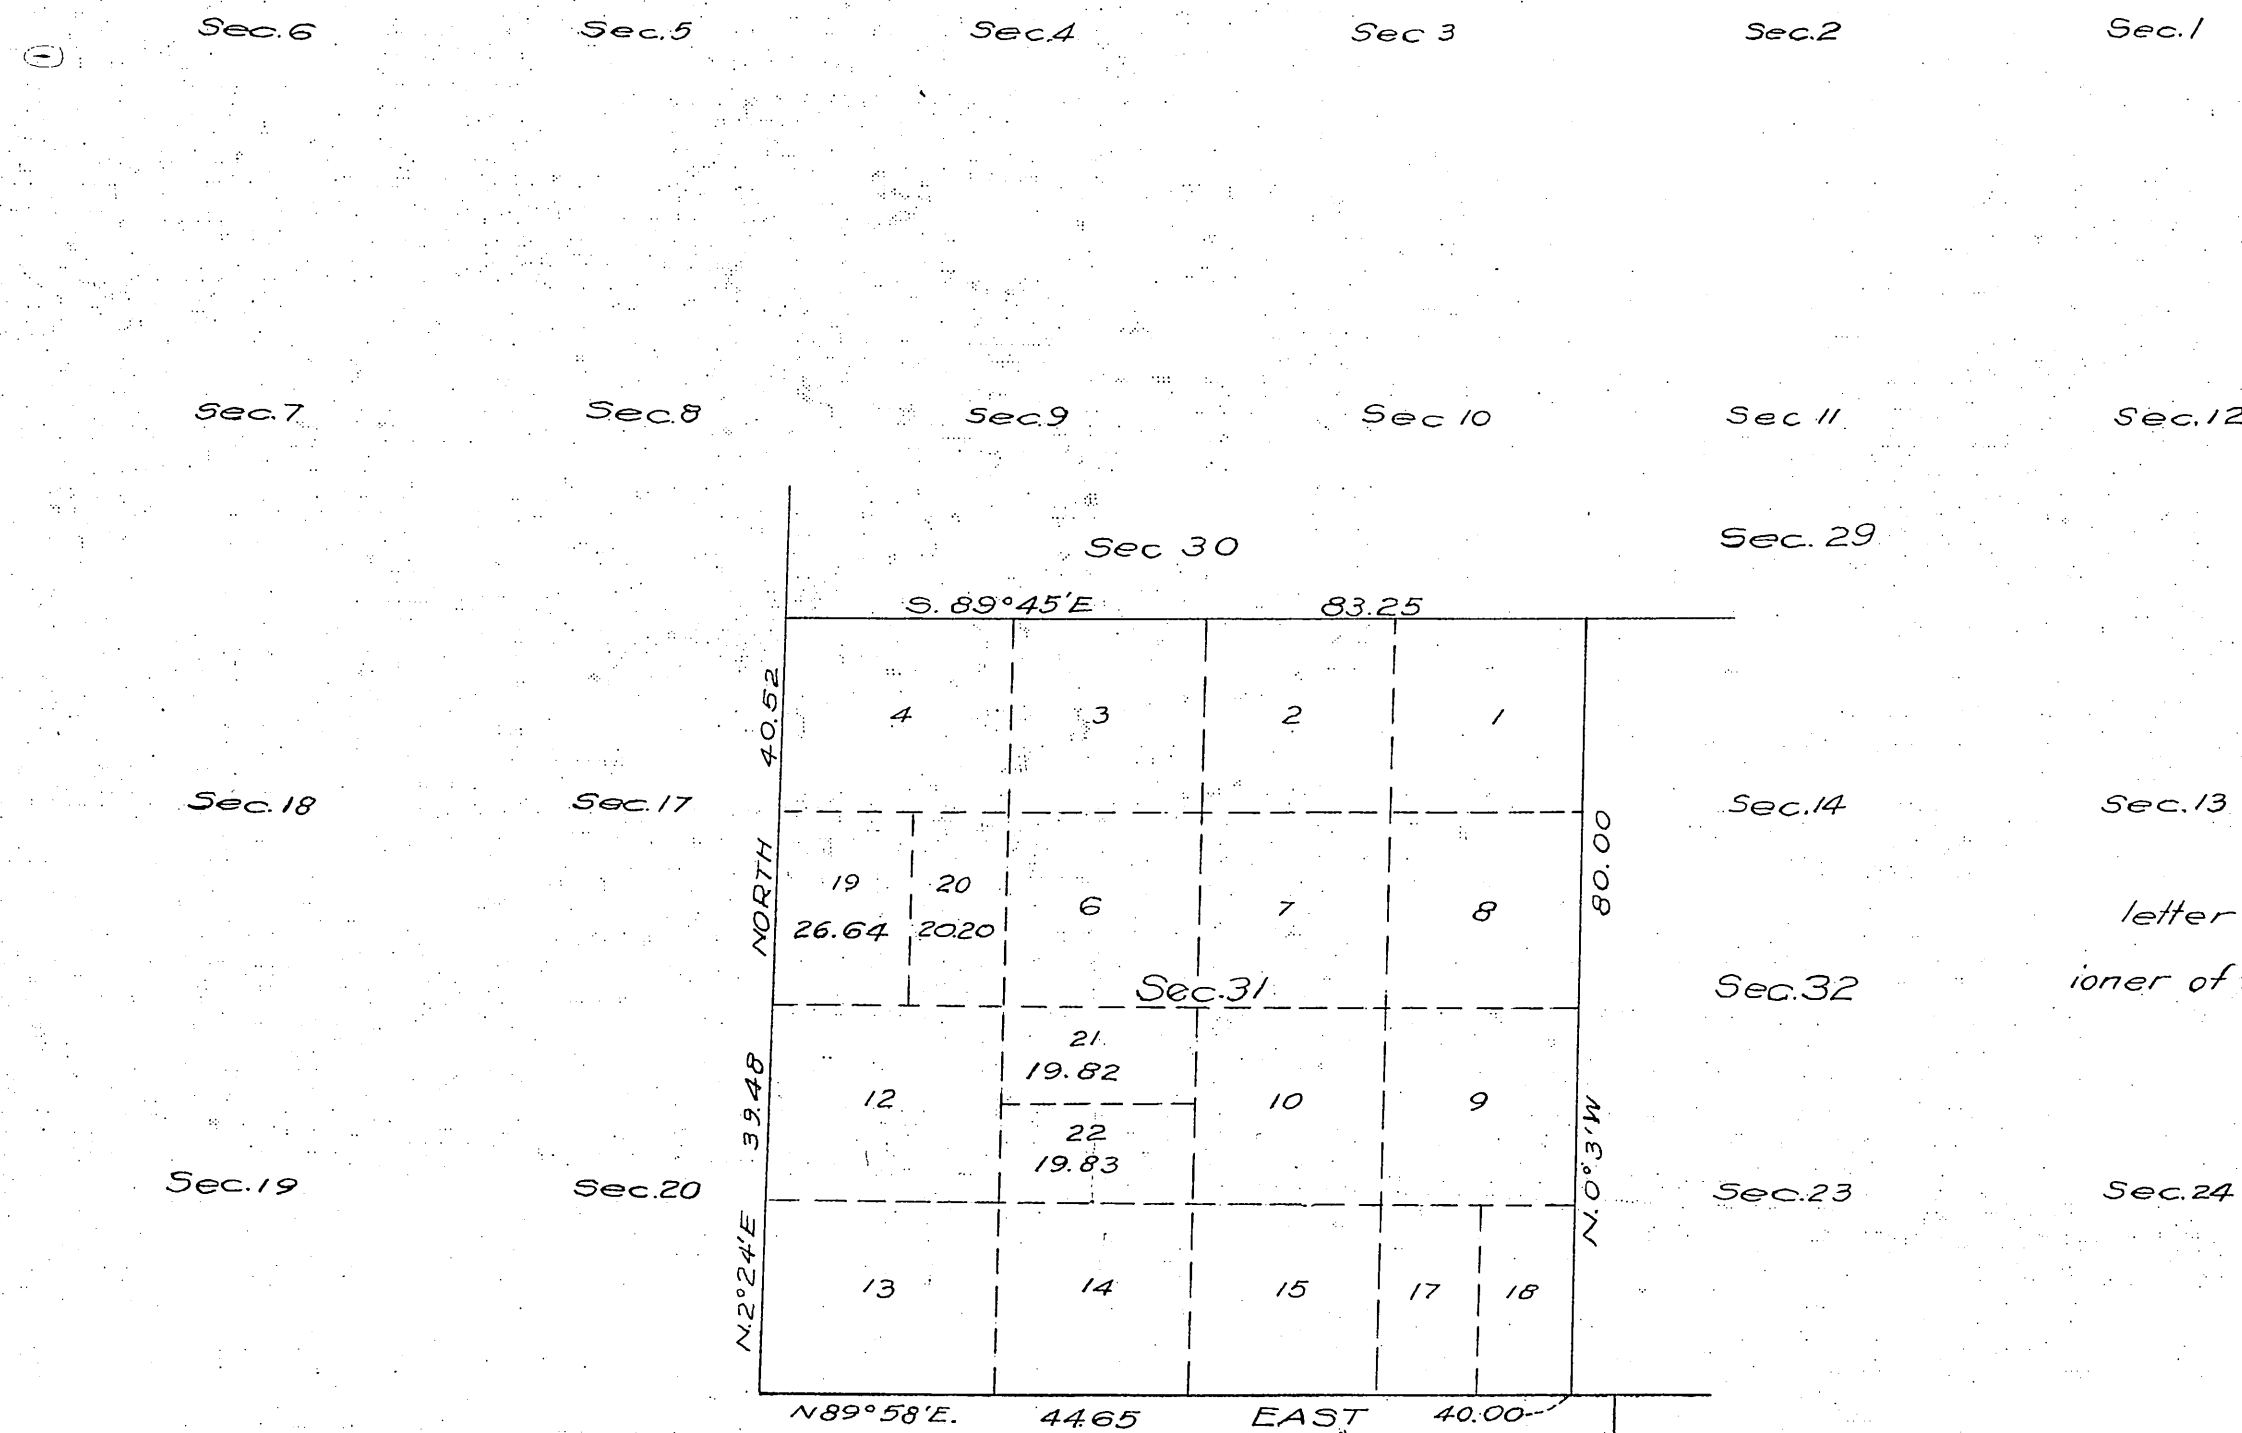 Sec.6 Sec.5 Sec.4 Sec 3 Sec.2 Sec.1
Sec.7 Sec.8 Sec.9 Sec 10 Sec 11 Sec.12
Sec 30 Sec. 29
S. 89°45'E 83.25
40.52
4 3 2 1
Sec.18 Sec.17 Sec.14 Sec.13
NORTH
80.00
19 20 6 7 8
26.64 20.20
letter
Sec.31 Sec.32 ioner of
21
19.82
39.48
12 10 9
22
19.83
N.0°3'W
Sec.19 Sec.20 Sec.23 Sec.24
N.2°24'E
13 14 15 17 18
N89°58'E. 44.65 EAST 40.00